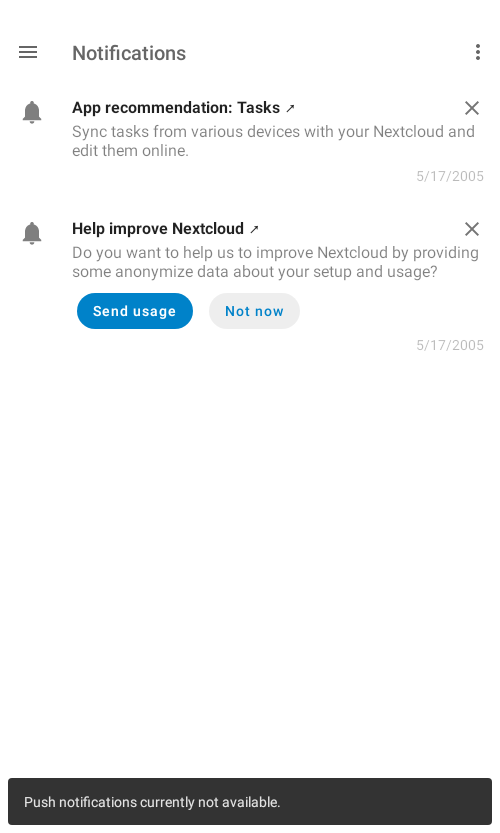 Notifications
App recommendation: Tasks ↗
Sync tasks from various devices with your Nextcloud and
edit them online.
5/17/2005
Help improve Nextcloud ↗
Do you want to help us to improve Nextcloud by providing
some anonymize data about your setup and usage?
Send usage
Not now
5/17/2005
Push notifications currently not available.